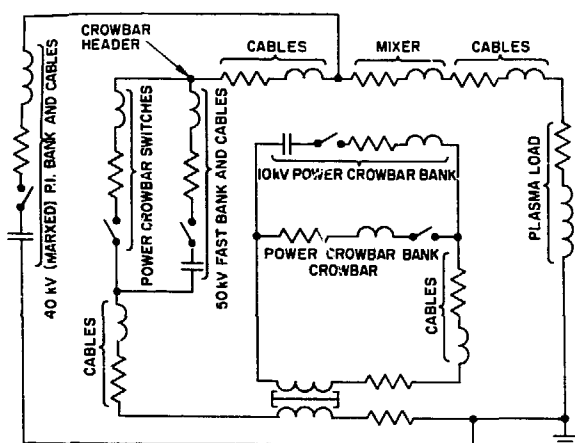 CROWBAR
HEADER
CABLES
MIXER
CABLES
40 kV (MARXED) P.I. BANK AND CABLES
POWER CROWBAR SWITCHES
50 kV FAST BANK AND CABLES
10 kV POWER CROWBAR BANK
POWER CROWBAR BANK
CROWBAR
PLASMA LOAD
CABLES
CABLES